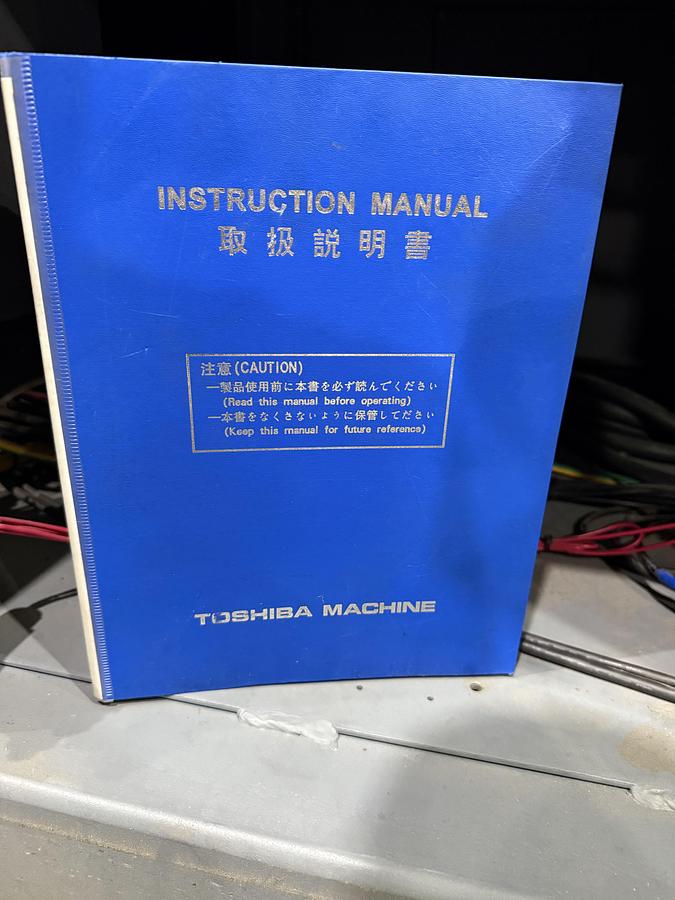 INSTRUCTION MANUAL
取扱説明書
注意(CAUTION)
—製品使用前に本書を必ず読んでください
(Read this manual before operating)
—本書をなくさないように保管してださい
(Keep this manual for future reference)
TOSHIBA MACHINE